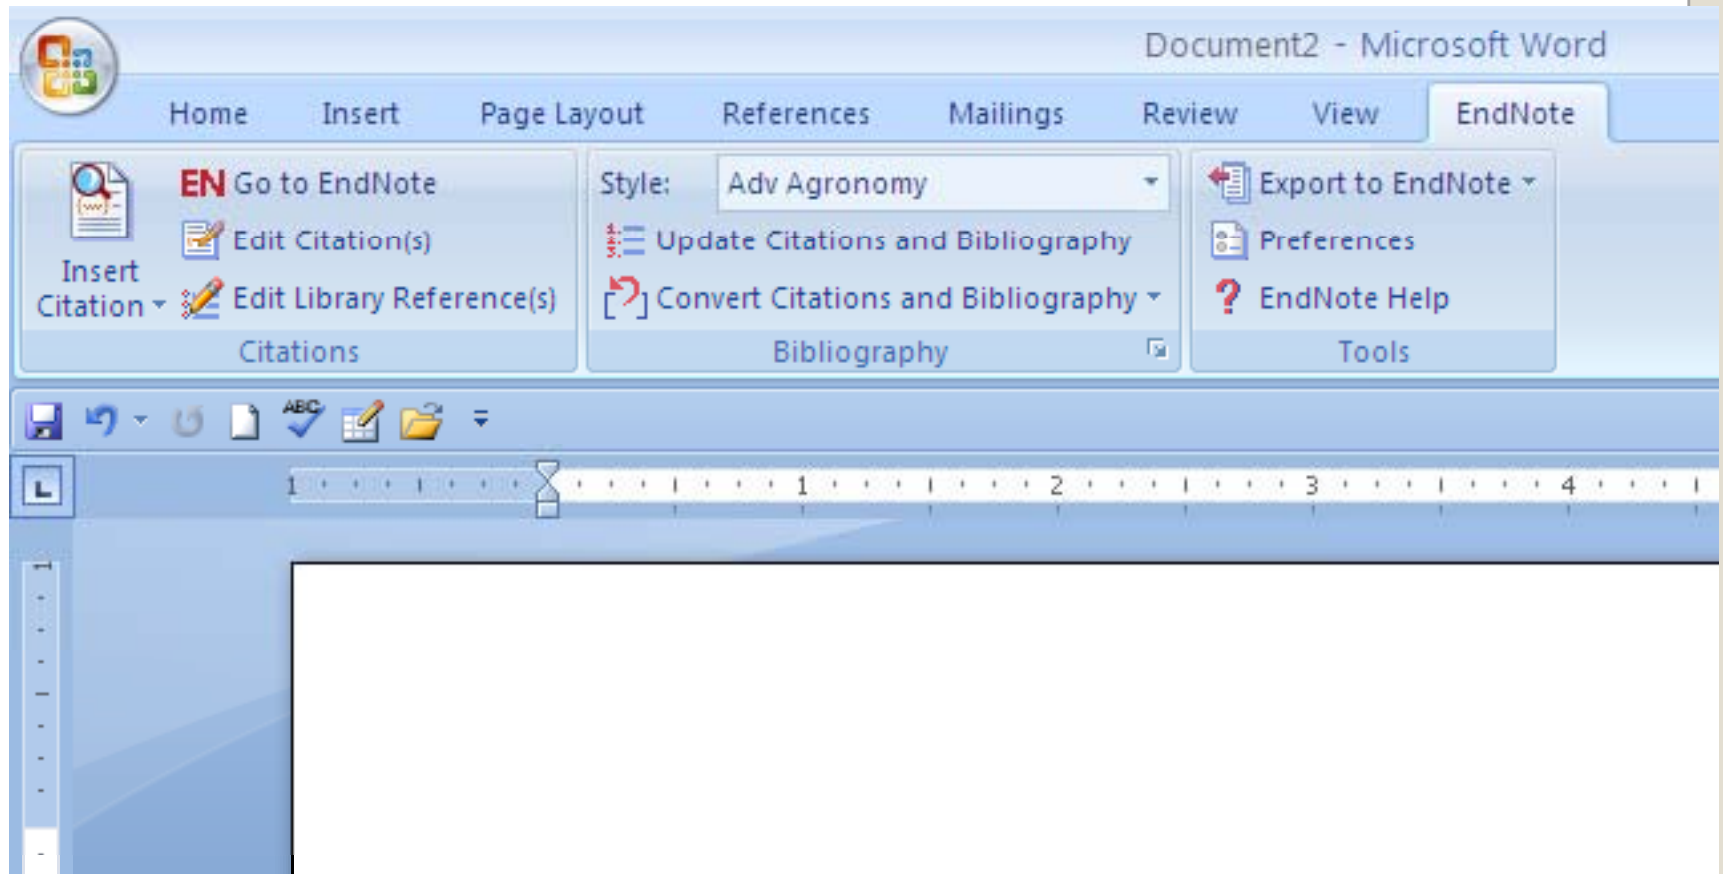 Document2 - Microsoft Word
Home Insert Page Layout References Mailings Review View EndNote
EN Go to EndNote Style: Adv Agronomy Export to EndNote
Edit Citation(s) Update Citations and Bibliography Preferences
Insert
Citation Edit Library Reference(s) Convert Citations and Bibliography ? EndNote Help
Citations Bibliography Tools
ABC
L 1 1 2 3 4
1